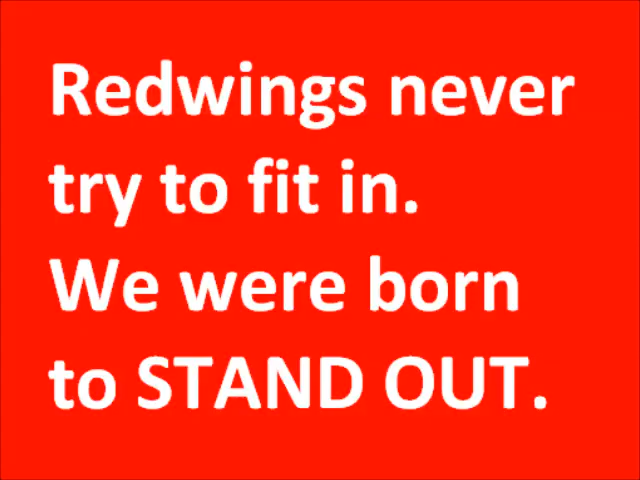 Redwings never
try to fit in.
We were born
to STAND OUT.